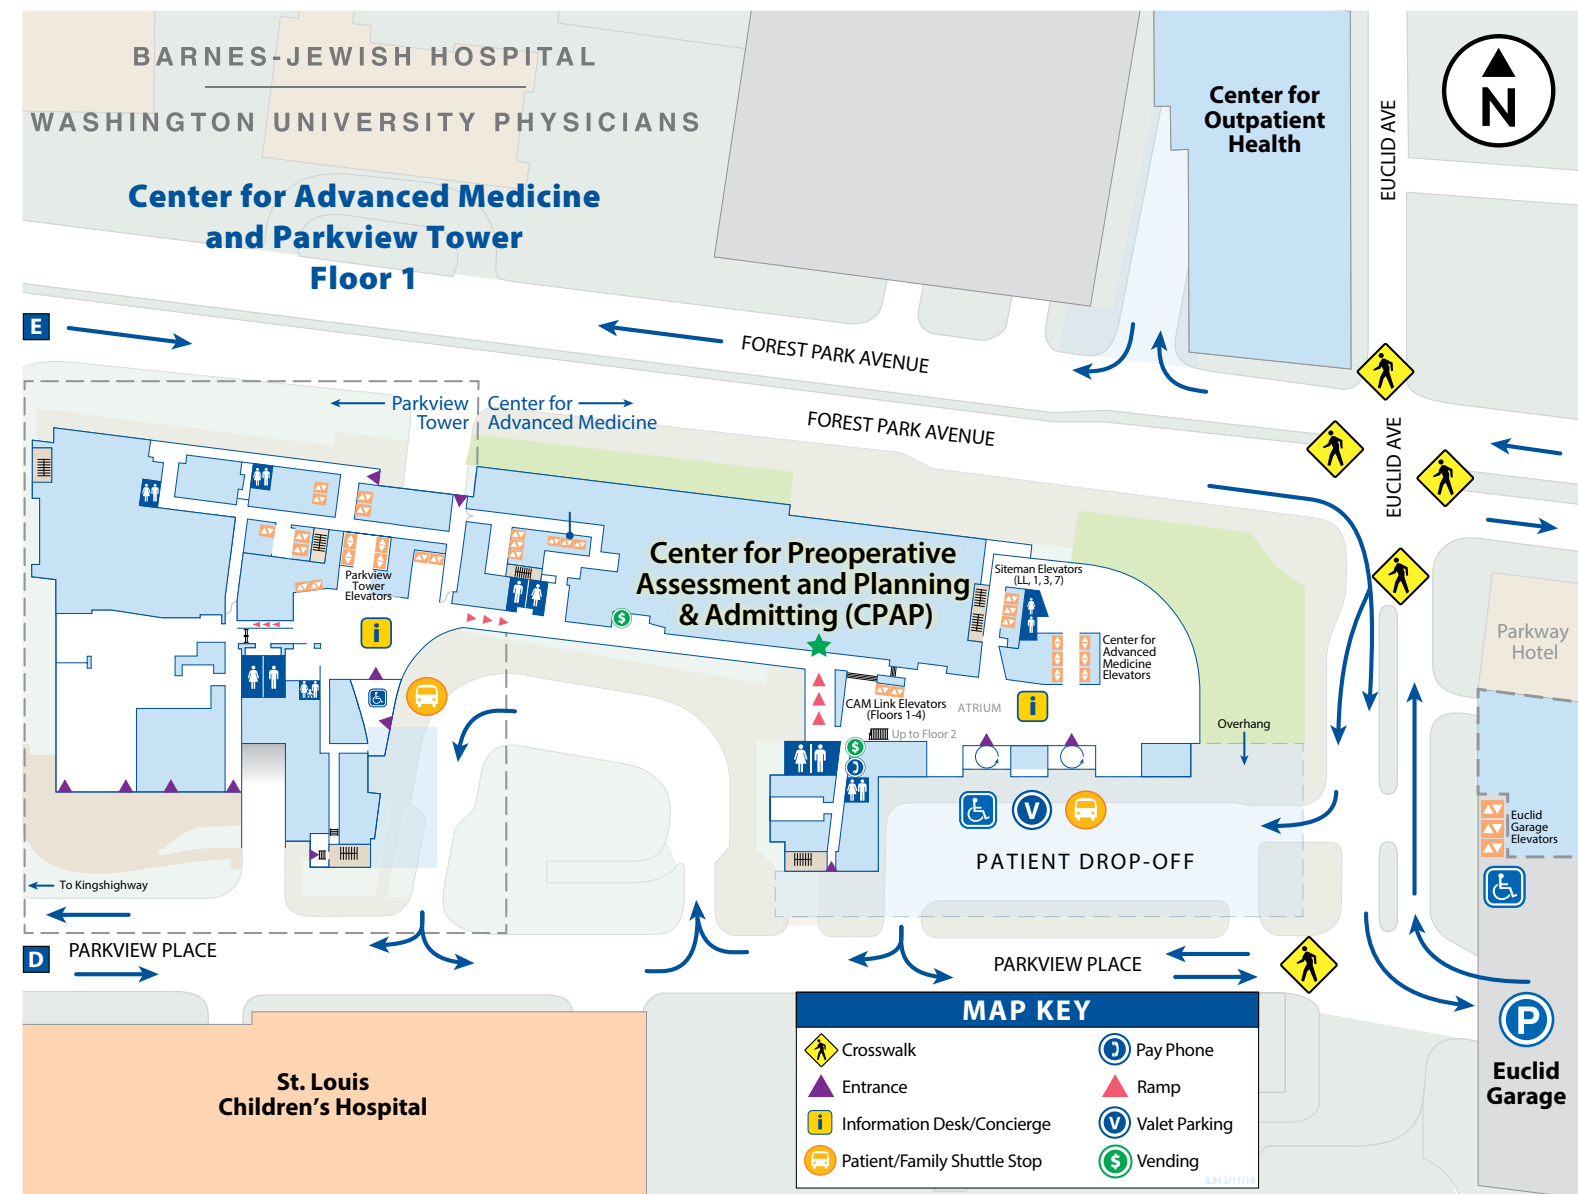 BARNES-JEWISH HOSPITAL
WASHINGTON UNIVERSITY PHYSICIANS
Center for Advanced Medicine
and Parkview Tower
Floor 1
Center for
Outpatient
Health
EUCLID AVE
N
E
FOREST PARK AVENUE
FOREST PARK AVENUE
EUCLID AVE
Parkview
Tower
Center for
Advanced Medicine
Center for Preoperative
Assessment and Planning
& Admitting (CPAP)
Siteman Elevators
(LL, 1, 3, 7)
Parkview
Tower
Elevators
i
$
Center for
Advanced
Medicine
Elevators
Parkway
Hotel
CAM Link Elevators
(Floors 1-4)
ATRIUM
i
Up to Floor 2
$
Overhang
V
PATIENT DROP-OFF
Euclid
Garage
Elevators
To Kingshighway
D
PARKVIEW PLACE
PARKVIEW PLACE
P
Euclid
Garage
St. Louis
Children's Hospital
MAP KEY
Crosswalk
Pay Phone
Entrance
Ramp
i
Information Desk/Concierge
V
Valet Parking
Patient/Family Shuttle Stop
$
Vending
BJH 3/11/19